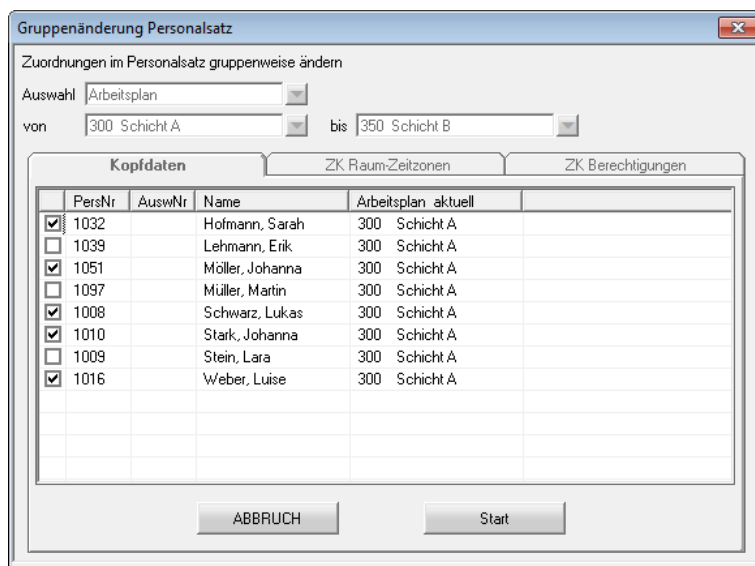 Gruppenänderung Personalsatz
Zuordnungen im Personalsatz gruppenweise ändern
Auswahl Arbeitsplan
von 300 Schicht A bis 350 Schicht B
Kopfdaten ZK Raum-Zeitzonen ZK Berechtigungen
PersNr AuswNr Name Arbeitsplan aktuell
1032 Hofmann, Sarah 300 Schicht A
1039 Lehmann, Erik 300 Schicht A
1051 Möller, Johanna 300 Schicht A
1097 Müller, Martin 300 Schicht A
1008 Schwarz, Lukas 300 Schicht A
1010 Stark, Johanna 300 Schicht A
1009 Stein, Lara 300 Schicht A
1016 Weber, Luise 300 Schicht A
ABBRUCH Start